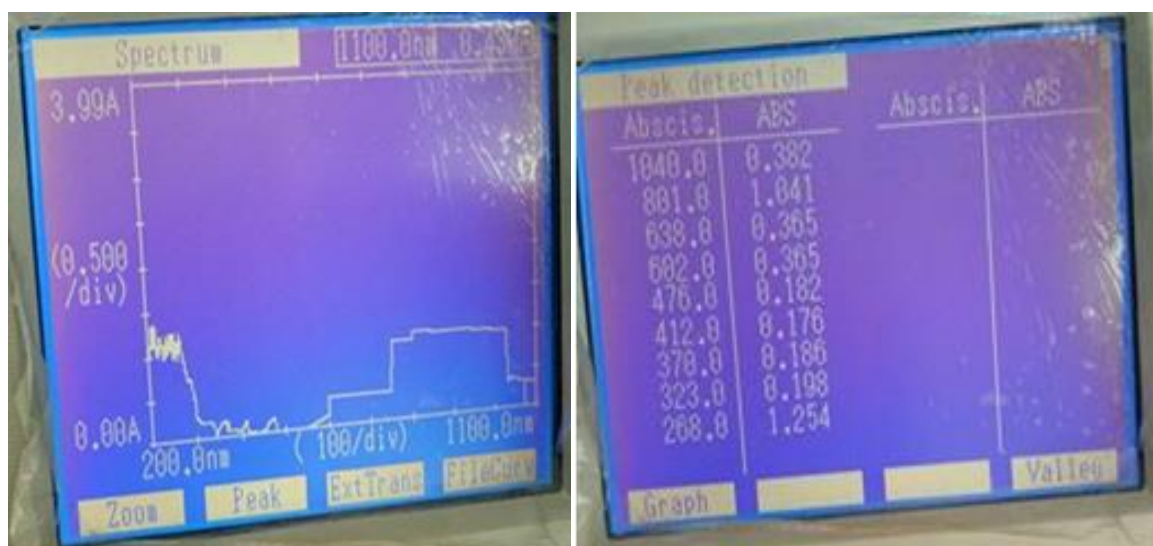 Spectrum 1100.0nm
3.99A
(0.500
/div)
0.00A
200.0nm ( 100/div) 1100.0nm
Zoom Peak ExtTrans FileCurv
Peak detection
Abscis. ABS Abscis. ABS
1040.0 0.382
801.0 1.041
638.0 0.365
602.0 0.365
476.0 0.182
412.0 0.176
370.0 0.186
323.0 0.198
268.0 1.254
Graph Valley